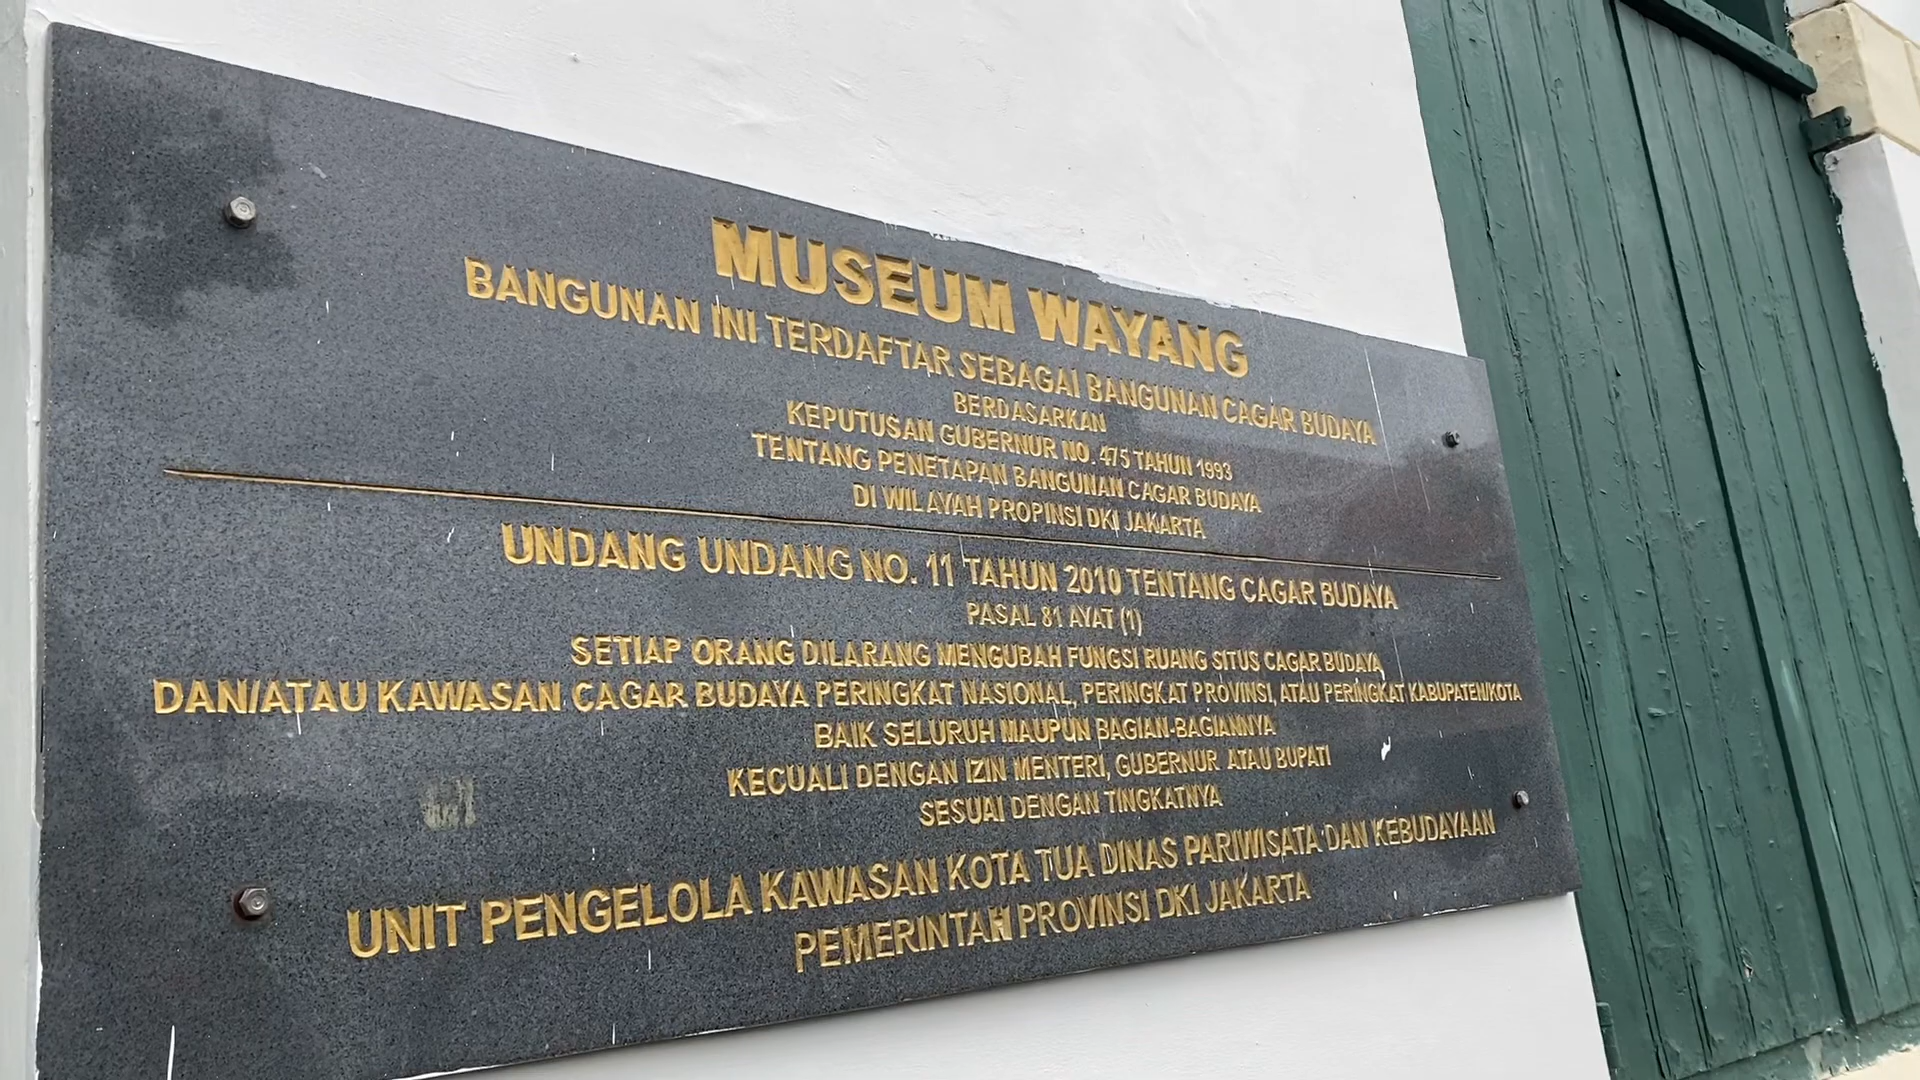 MUSEUM WAYANG
BANGUNAN INI TERDAFTAR SEBAGAI BANGUNAN CAGAR BUDAYA
BERDASARKAN
KEPUTUSAN GUBERNUR NO. 475 TAHUN 1993
TENTANG PENETAPAN BANGUNAN CAGAR BUDAYA
DI WILAYAH PROPINSI DKI JAKARTA
UNDANG UNDANG NO. 11 TAHUN 2010 TENTANG CAGAR BUDAYA
PASAL 81 AYAT (1)
SETIAP ORANG DILARANG MENGUBAH FUNGSI RUANG SITUS CAGAR BUDAYA
DAN/ATAU KAWASAN CAGAR BUDAYA PERINGKAT NASIONAL, PERINGKAT PROVINSI, ATAU PERINGKAT KABUPATEN/KOTA
BAIK SELURUH MAUPUN BAGIAN-BAGIANNYA
KECUALI DENGAN IZIN MENTERI, GUBERNUR ATAU BUPATI
SESUAI DENGAN TINGKATNYA
UNIT PENGELOLA KAWASAN KOTA TUA DINAS PARIWISATA DAN KEBUDAYAAN
PEMERINTAH PROVINSI DKI JAKARTA